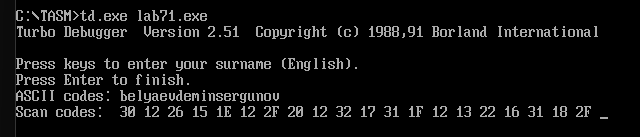 C:\TASM>td.exe lab71.exe
Turbo Debugger  Version 2.51  Copyright (c) 1988,91 Borland International
Press keys to enter your surname (English).
Press Enter to finish.
ASCII codes: belyaevdeminsergunov
Scan codes:  30 12 26 15 1E 12 2F 20 12 32 17 31 1F 12 13 22 16 31 18 2F _